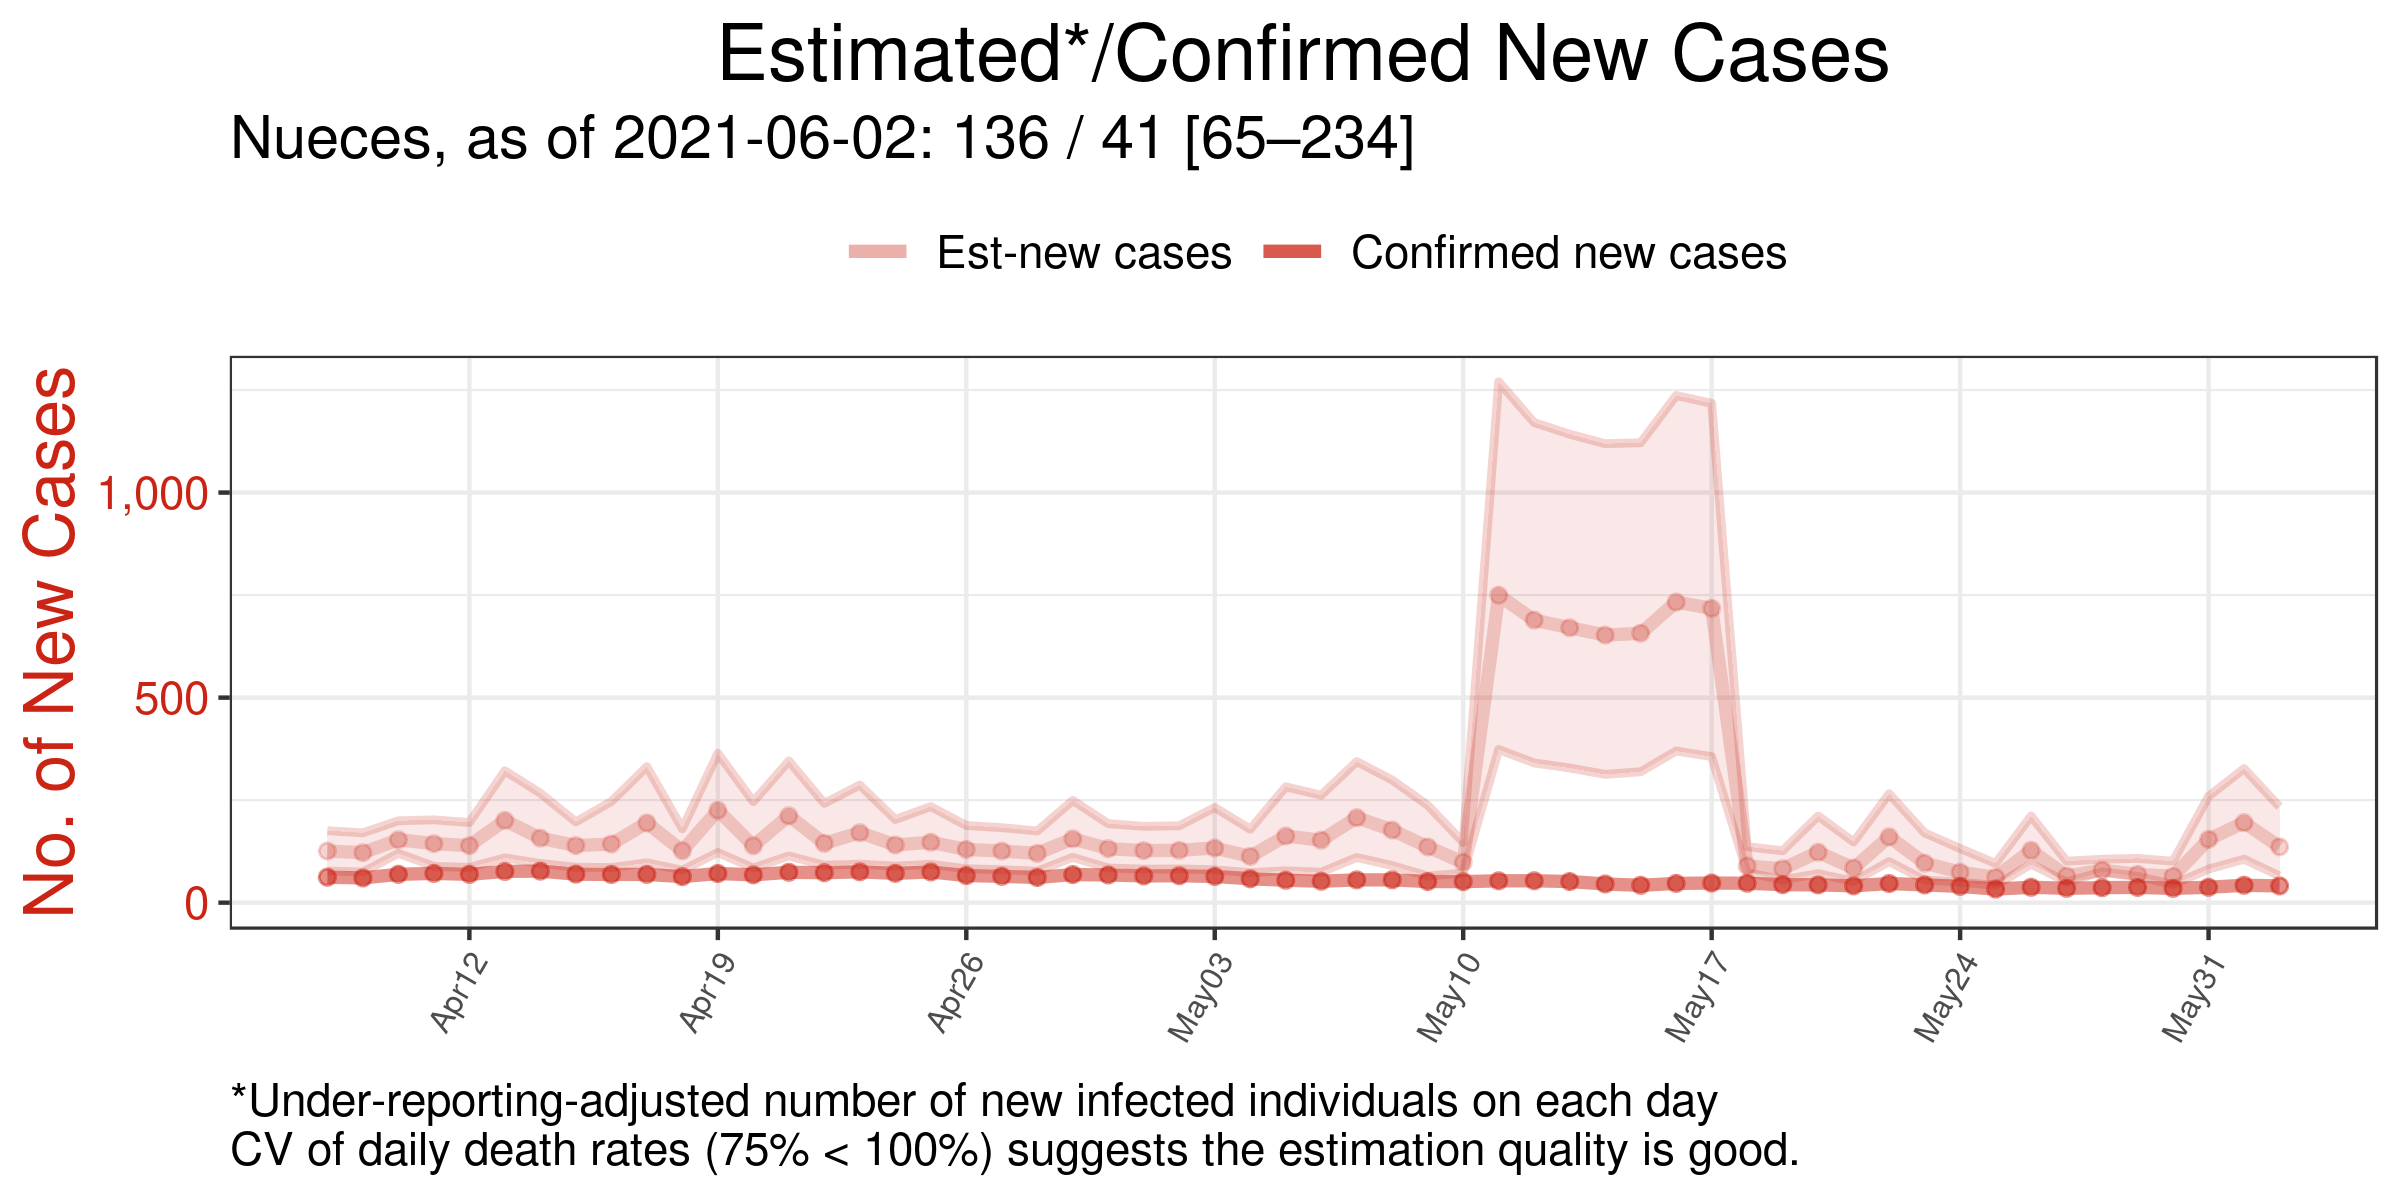 Estimated*/Confirmed New Cases
Nueces, as of 2021-06-02: 136 / 41 [65–234]
Est-new cases
Confirmed new cases
No. of New Cases
1,000
500
0
Apr12
Apr19
Apr26
May03
May10
May17
May24
May31
*Under-reporting-adjusted number of new infected individuals on each day
CV of daily death rates (75% < 100%) suggests the estimation quality is good.